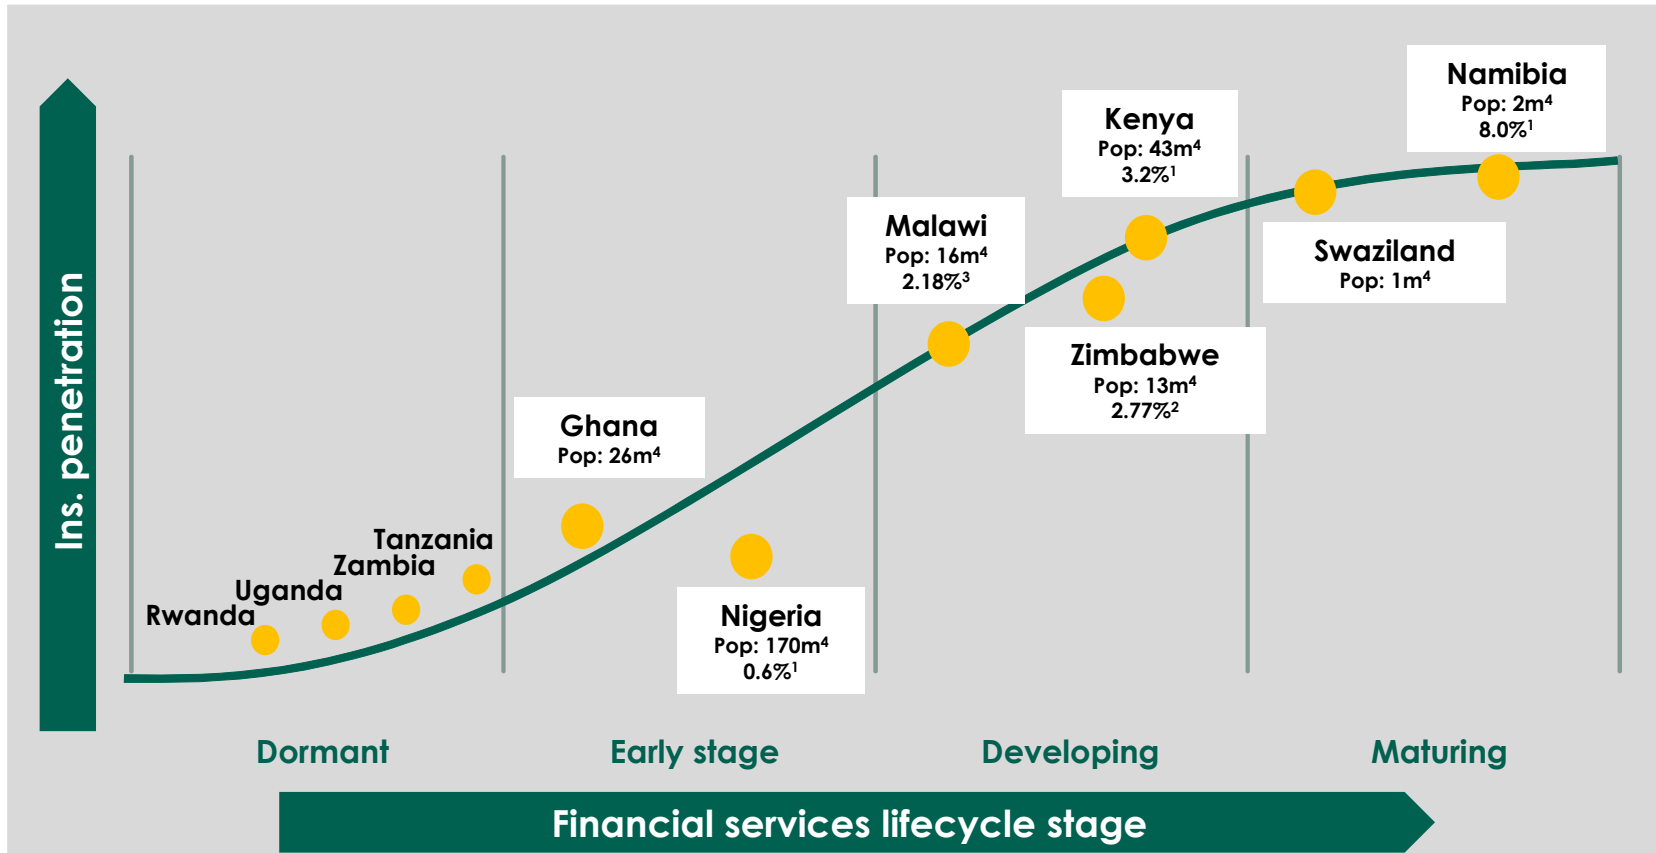 Ins. penetration
Rwanda
Uganda
Zambia
Tanzania
Ghana
Pop: 26m⁴
Nigeria
Pop: 170m⁴
0.6%¹
Malawi
Pop: 16m⁴
2.18%³
Kenya
Pop: 43m⁴
3.2%¹
Zimbabwe
Pop: 13m⁴
2.77%²
Swaziland
Pop: 1m⁴
Namibia
Pop: 2m⁴
8.0%¹
Dormant
Early stage
Developing
Maturing
Financial services lifecycle stage